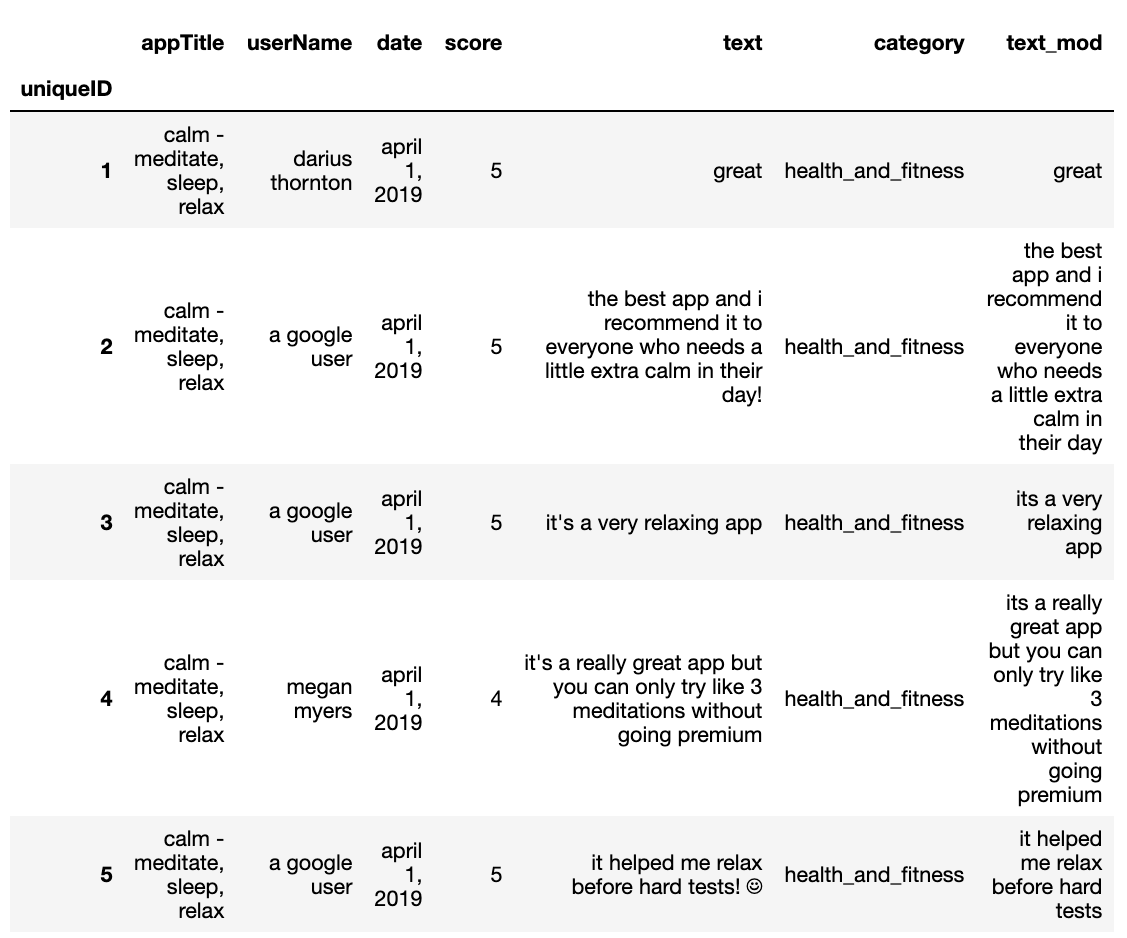 appTitle userName date score text category text_mod
uniqueID
1 calm - meditate, sleep, relax darius thornton april 1, 2019 5 great health_and_fitness great
2 calm - meditate, sleep, relax a google user april 1, 2019 5 the best app and i recommend it to everyone who needs a little extra calm in their day! health_and_fitness the best app and i recommend it to everyone who needs a little extra calm in their day
3 calm - meditate, sleep, relax a google user april 1, 2019 5 it's a very relaxing app health_and_fitness its a very relaxing app
4 calm - meditate, sleep, relax megan myers april 1, 2019 4 it's a really great app but you can only try like 3 meditations without going premium health_and_fitness its a really great app but you can only try like 3 meditations without going premium
5 calm - meditate, sleep, relax a google user april 1, 2019 5 it helped me relax before hard tests! ☺ health_and_fitness it helped me relax before hard tests